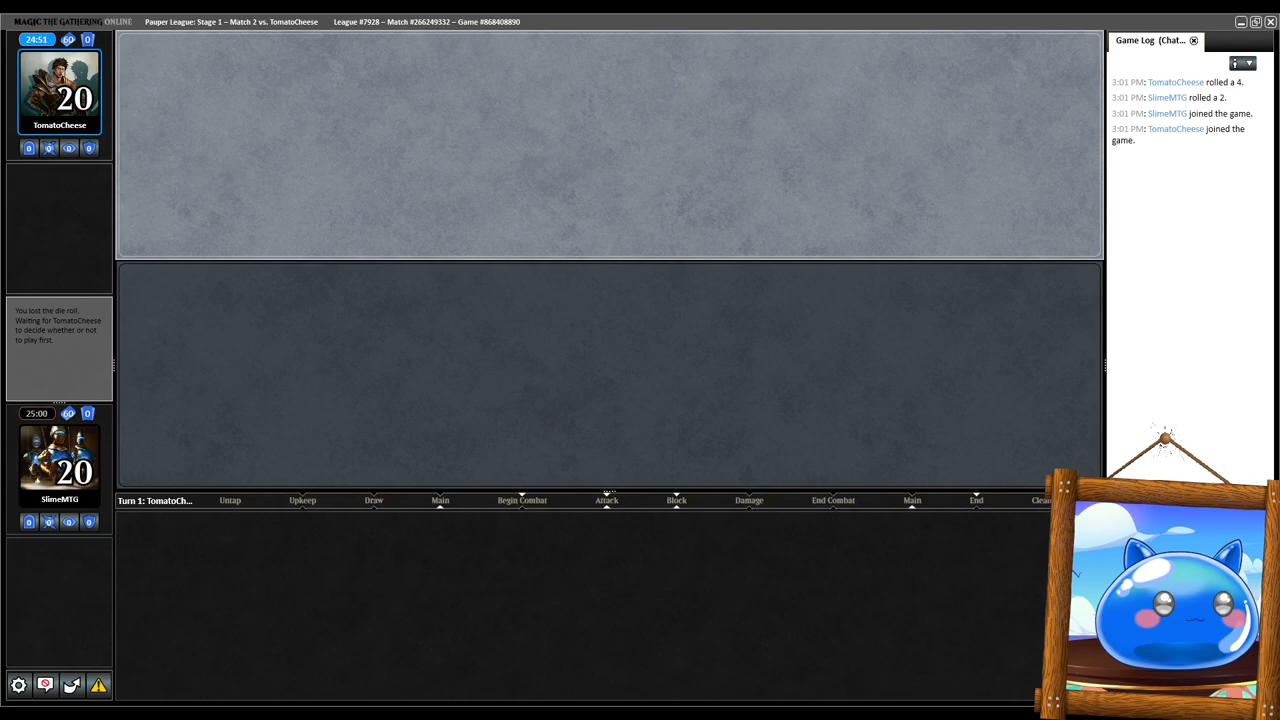 MAGIC THE GATHERING ONLINE Pauper League: Stage 1 – Match 2 vs. TomatoCheese League #7928 – Match #266249332 – Game #868408890
24:51 60 0
20
TomatoCheese
0 0 0 0
You lost the die roll.
Waiting for TomatoCheese
to decide whether or not
to play first.
25:00 60 0
20
SlimeMTG
0 0 0 0
Turn 1: TomatoCh... Untap Upkeep Draw Main Begin Combat Attack Block Damage End Combat Main End Clean
Game Log (Chat...
3:01 PM: TomatoCheese rolled a 4.
3:01 PM: SlimeMTG rolled a 2.
3:01 PM: SlimeMTG joined the game.
3:01 PM: TomatoCheese joined the
game.